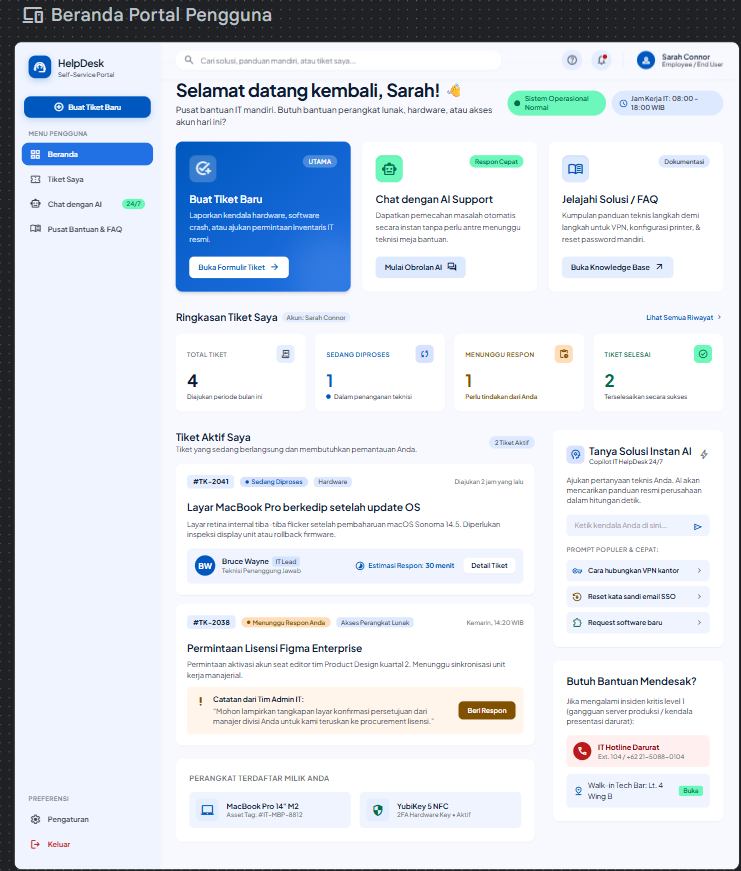 Beranda Portal Pengguna
HelpDesk
Self-Service Portal
Buat Tiket Baru
MENU PENGGUNA
Beranda
Tiket Saya
Chat dengan AI
24/7
Pusat Bantuan & FAQ
PREFERENSI
Pengaturan
Keluar
Cari solusi, panduan mandiri, atau tiket saya...
Sarah Connor
Employee / End User
Selamat datang kembali, Sarah! 👋
Pusat bantuan IT mandiri. Butuh bantuan perangkat lunak, hardware, atau akses
akun hari ini?
Sistem Operasional
Normal
Jam Kerja IT: 08:00 –
18:00 WIB
UTAMA
Buat Tiket Baru
Laporkan kendala hardware, software
crash, atau ajukan permintaan inventaris IT
resmi.
Buka Formulir Tiket
Respon Cepat
Chat dengan AI Support
Dapatkan pemecahan masalah otomatis
secara instan tanpa perlu antre menunggu
teknisi meja bantuan.
Mulai Obrolan AI
Dokumentasi
Jelajahi Solusi / FAQ
Kumpulan panduan teknis langkah demi
langkah untuk VPN, konfigurasi printer, &
reset password mandiri.
Buka Knowledge Base
Ringkasan Tiket Saya
Akun: Sarah Connor
Lihat Semua Riwayat
TOTAL TIKET
4
Diajukan periode bulan ini
SEDANG DIPROSES
1
Dalam penanganan teknisi
MENUNGGU RESPON
1
Perlu tindakan dari Anda
TIKET SELESAI
2
Terselesaikan secara sukses
Tiket Aktif Saya
Tiket yang sedang berlangsung dan membutuhkan pemantauan Anda.
2 Tiket Aktif
#TK-2041
Sedang Diproses
Hardware
Diajukan 2 jam yang lalu
Layar MacBook Pro berkedip setelah update OS
Layar retina internal tiba-tiba flicker setelah pembaharuan macOS Sonoma 14.5. Diperlukan
inspeksi display unit atau rollback firmware.
BW
Bruce Wayne
IT Lead
Teknisi Penanggung Jawab
Estimasi Respon: 30 menit
Detail Tiket
#TK-2038
Menunggu Respon Anda
Akses Perangkat Lunak
Kemarin, 14:20 WIB
Permintaan Lisensi Figma Enterprise
Permintaan aktivasi akun seat editor tim Product Design kuartal 2. Menunggu sinkronisasi unit
kerja manajerial.
Catatan dari Tim Admin IT:
"Mohon lampirkan tangkapan layar konfirmasi persetujuan dari
manajer divisi Anda untuk kami teruskan ke procurement lisensi."
Beri Respon
PERANGKAT TERDAFTAR MILIK ANDA
MacBook Pro 14" M2
Asset Tag: #IT-MBP-8812
YubiKey 5 NFC
2FA Hardware Key • Aktif
Tanya Solusi Instan AI
Copilot IT HelpDesk 24/7
Ajukan pertanyaan teknis Anda. AI akan
mencarikan panduan resmi perusahaan
dalam hitungan detik.
Ketik kendala Anda di sini...
PROMPT POPULER & CEPAT:
Cara hubungkan VPN kantor
Reset kata sandi email SSO
Request software baru
Butuh Bantuan Mendesak?
Jika mengalami insiden kritis level 1
(gangguan server produksi / kendala
presentasi darurat):
IT Hotline Darurat
Ext. 104 / +62 21-5088-0104
Walk-in Tech Bar: Lt. 4
Wing B
Buka